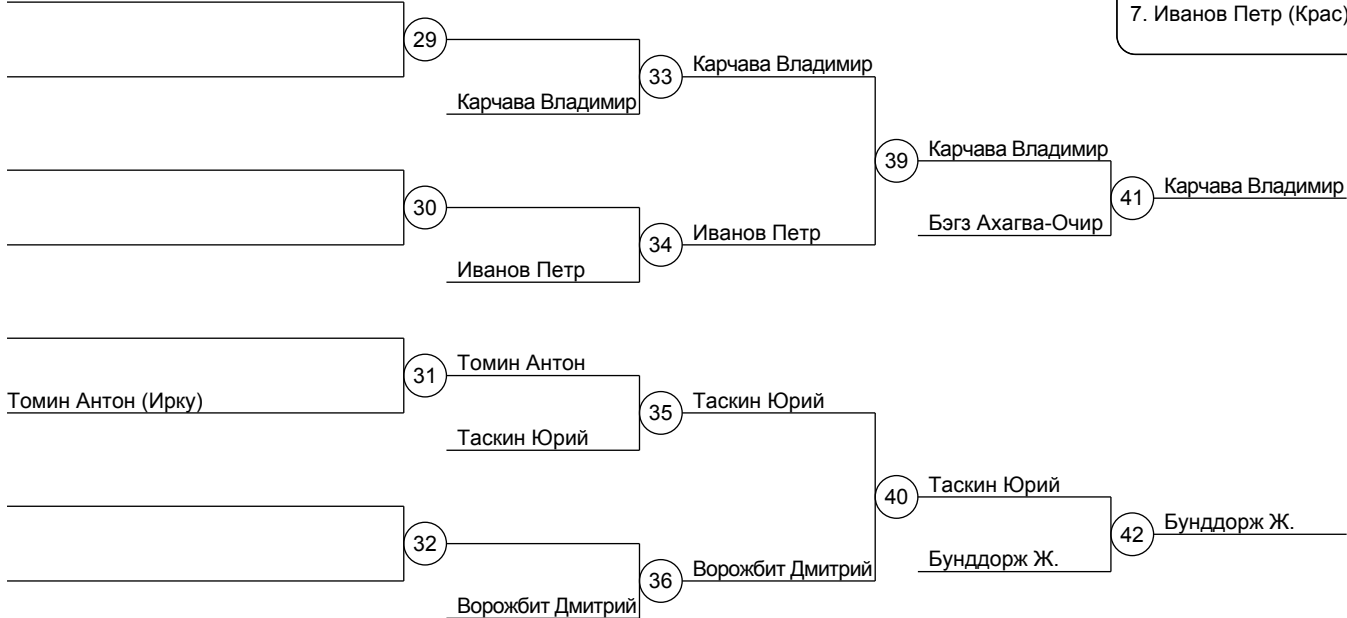 7. Иванов Петр (Крас)
29
33
Карчава Владимир
Карчава Владимир
39
Карчава Владимир
41
Карчава Владимир
30
34
Иванов Петр
Бэгз Ахагва-Очир
Иванов Петр
31
Томин Антон
Томин Антон (Ирку)
35
Таскин Юрий
Таскин Юрий
40
Таскин Юрий
42
Бунддорж Ж.
32
36
Ворожбит Дмитрий
Бунддорж Ж.
Ворожбит Дмитрий